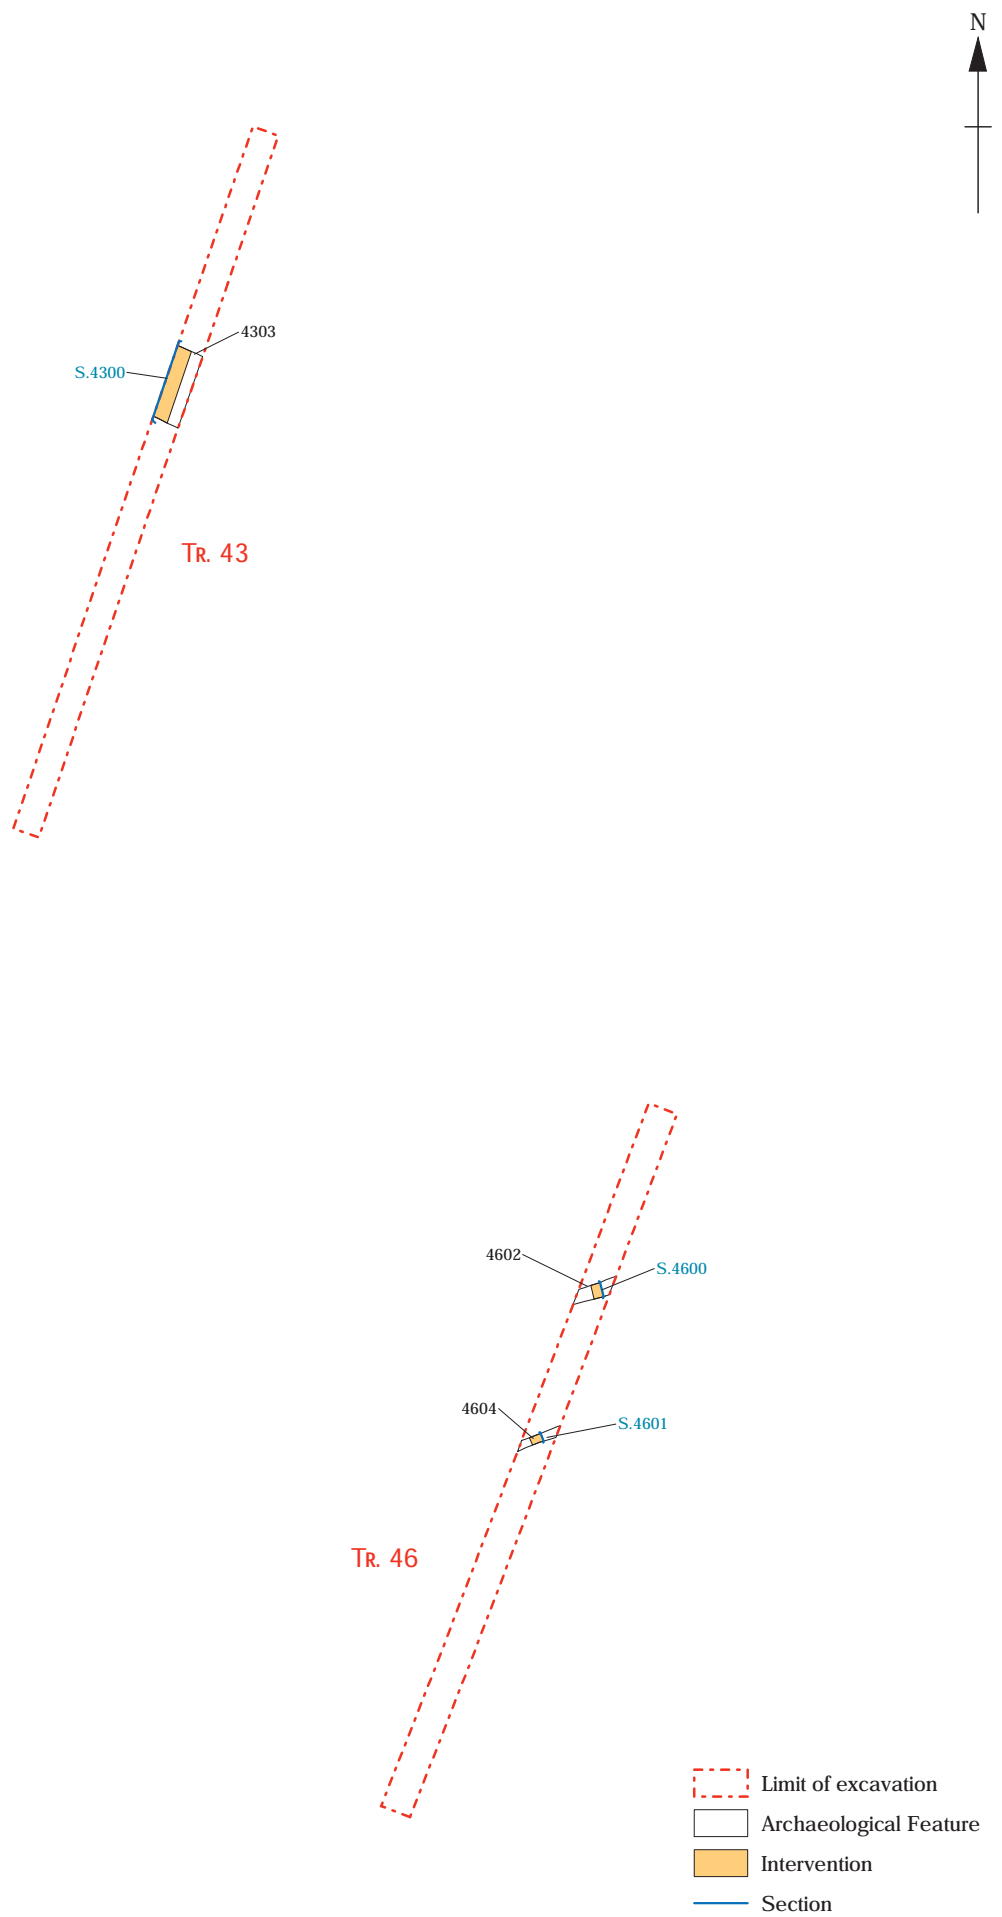 N
4303
S.4300
TR. 43
4602
S.4600
4604
S.4601
TR. 46
Limit of excavation
Archaeological Feature
Intervention
Section